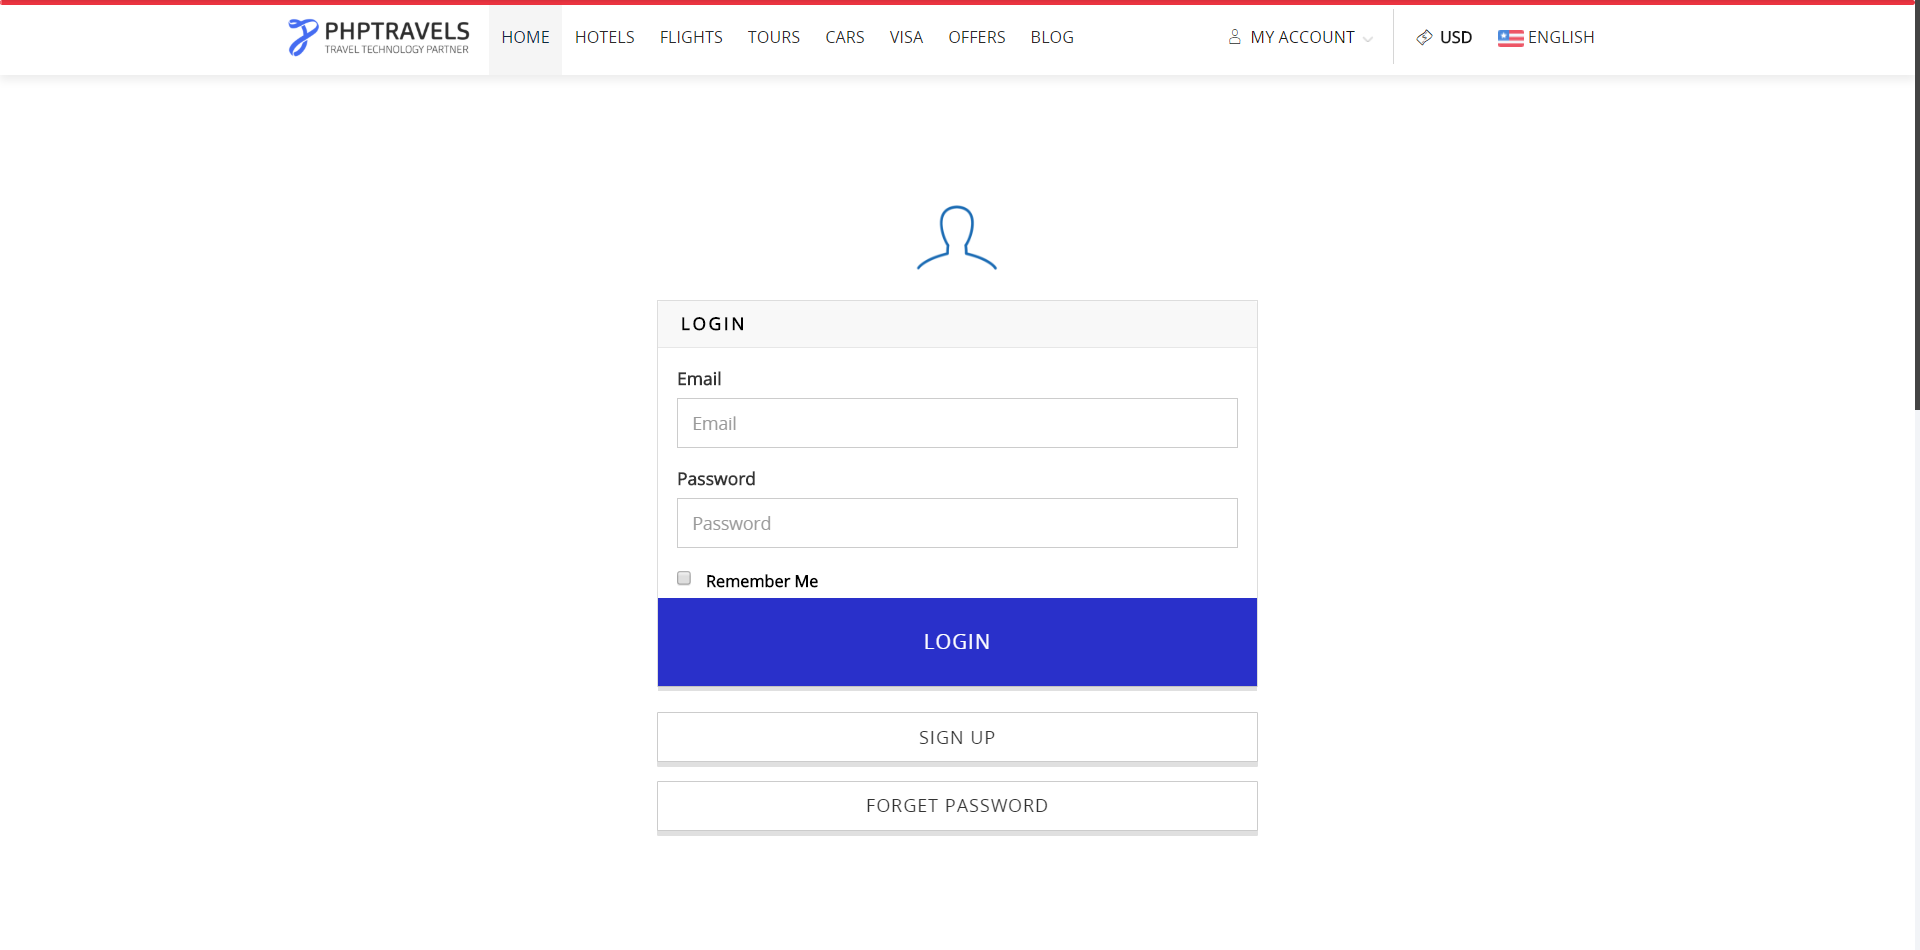 PHPTRAVELS
TRAVEL TECHNOLOGY PARTNER
HOME HOTELS FLIGHTS TOURS CARS VISA OFFERS BLOG MY ACCOUNT USD ENGLISH
LOGIN
Email
Email
Password
Password
Remember Me
LOGIN
SIGN UP
FORGET PASSWORD